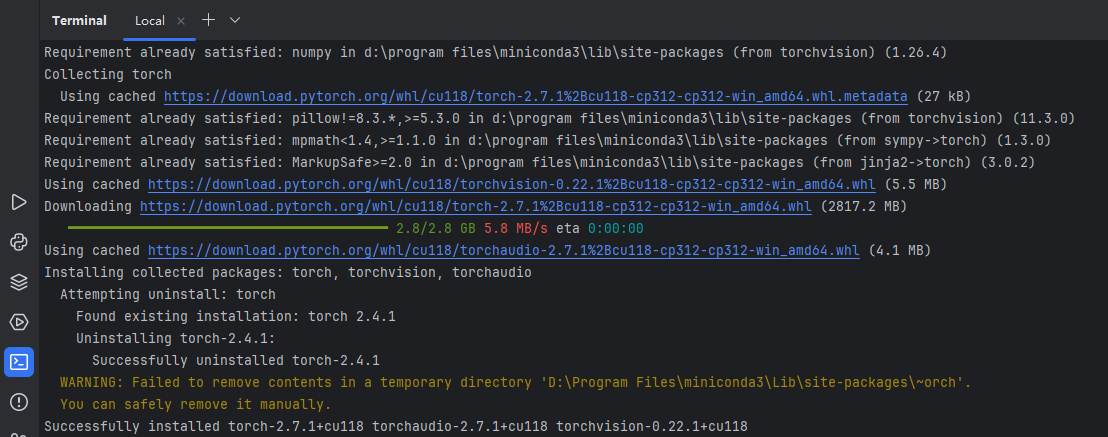 Terminal Local
Requirement already satisfied: numpy in d:\program files\miniconda3\lib\site-packages (from torchvision) (1.26.4)
Collecting torch
Using cached https://download.pytorch.org/whl/cu118/torch-2.7.1%2Bcu118-cp312-cp312-win_amd64.whl.metadata (27 kB)
Requirement already satisfied: pillow!=8.3.*,>=5.3.0 in d:\program files\miniconda3\lib\site-packages (from torchvision) (11.3.0)
Requirement already satisfied: mpmath<1.4,>=1.1.0 in d:\program files\miniconda3\lib\site-packages (from sympy->torch) (1.3.0)
Requirement already satisfied: MarkupSafe>=2.0 in d:\program files\miniconda3\lib\site-packages (from jinja2->torch) (3.0.2)
Using cached https://download.pytorch.org/whl/cu118/torchvision-0.22.1%2Bcu118-cp312-cp312-win_amd64.whl (5.5 MB)
Downloading https://download.pytorch.org/whl/cu118/torch-2.7.1%2Bcu118-cp312-cp312-win_amd64.whl (2817.2 MB)
2.8/2.8 GB 5.8 MB/s eta 0:00:00
Using cached https://download.pytorch.org/whl/cu118/torchaudio-2.7.1%2Bcu118-cp312-cp312-win_amd64.whl (4.1 MB)
Installing collected packages: torch, torchvision, torchaudio
Attempting uninstall: torch
Found existing installation: torch 2.4.1
Uninstalling torch-2.4.1:
Successfully uninstalled torch-2.4.1
WARNING: Failed to remove contents in a temporary directory 'D:\Program Files\miniconda3\Lib\site-packages\~orch'.
You can safely remove it manually.
Successfully installed torch-2.7.1+cu118 torchaudio-2.7.1+cu118 torchvision-0.22.1+cu118